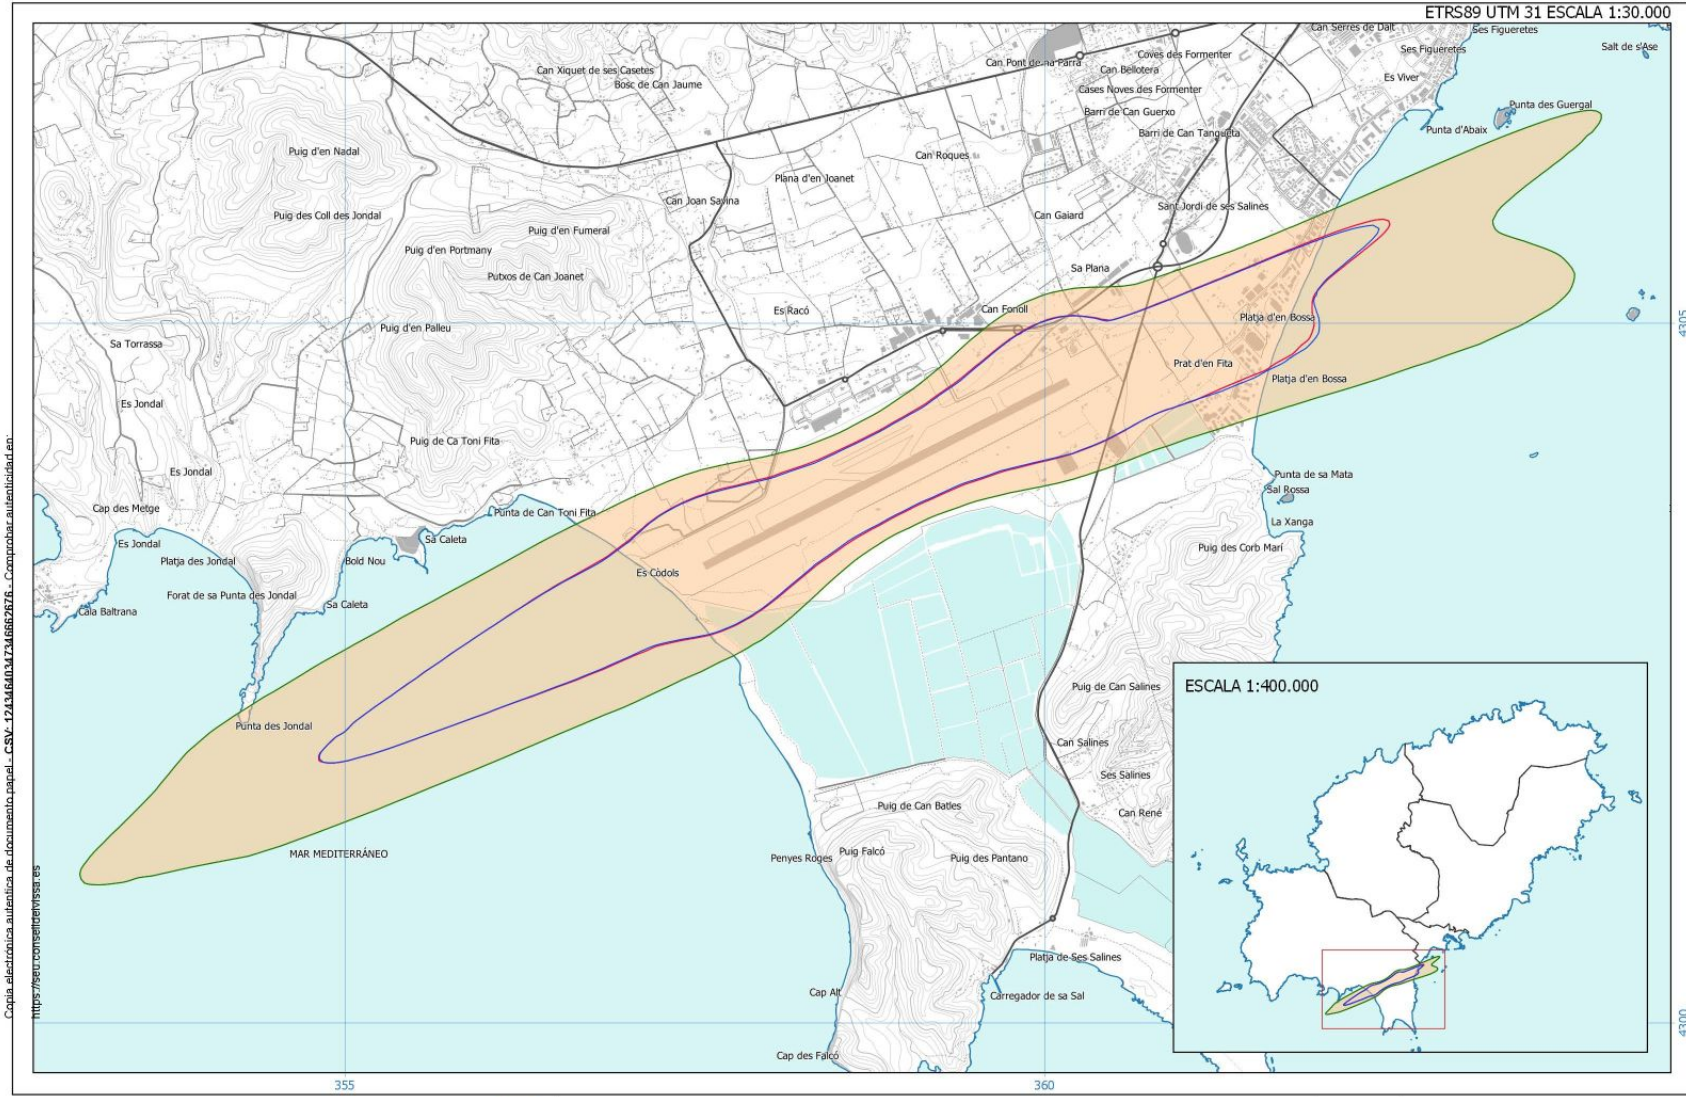 ETRS89 UTM 31 ESCALA 1:30.000
Can Serres de Dalt
Ses Figueretes
Ses Figueretes
Salt de s'Ase
Coves des Formenter
Can Pont de na Parra
Can Bellotera
Can Xiquet de ses Casetes
Bosc de Can Jaume
Es Viver
Cases Noves des Formenter
Punta des Guergal
Barri de Can Guerxo
Punta d'Abaix
Barri de Can Tangueta
Puig d'en Nadal
Can Roques
Plana d'en Joanet
Can Joan Savina
Sant Jordi de ses Salines
Puig des Coll des Jondal
Can Gaiard
Puig d'en Fumeral
Puig d'en Portmany
Sa Plana
Putxos de Can Joanet
Es Racó
Can Fonoll
Platja d'en Bossa
Puig d'en Palleu
4305
Sa Torrassa
Prat d'en Fita
Platja d'en Bossa
Es Jondal
Puig de Ca Toni Fita
Es Jondal
Punta de sa Mata
Sal Rossa
Cap des Metge
Punta de Can Toni Fita
La Xanga
Es Jondal
Sa Caleta
Puig des Corb Marí
Platja des Jondal
Bold Nou
Es Còdols
Forat de sa Punta des Jondal
Sa Caleta
Cala Baltrana
Puig de Can Salines
ESCALA 1:400.000
Punta des Jondal
Can Salines
Ses Salines
Puig de Can Batles
Can René
MAR MEDITERRÁNEO
Penyes Roges
Puig Falcó
Puig des Pantano
Platja de Ses Salines
Cap Alt
Carregador de sa Sal
4300
Cap des Falcó
355
360
Copia electrónica autentica de documento papel - CSV: 12434640347346662676 - Comprobar autenticidad en:
https://seu.conselldeivissa.es